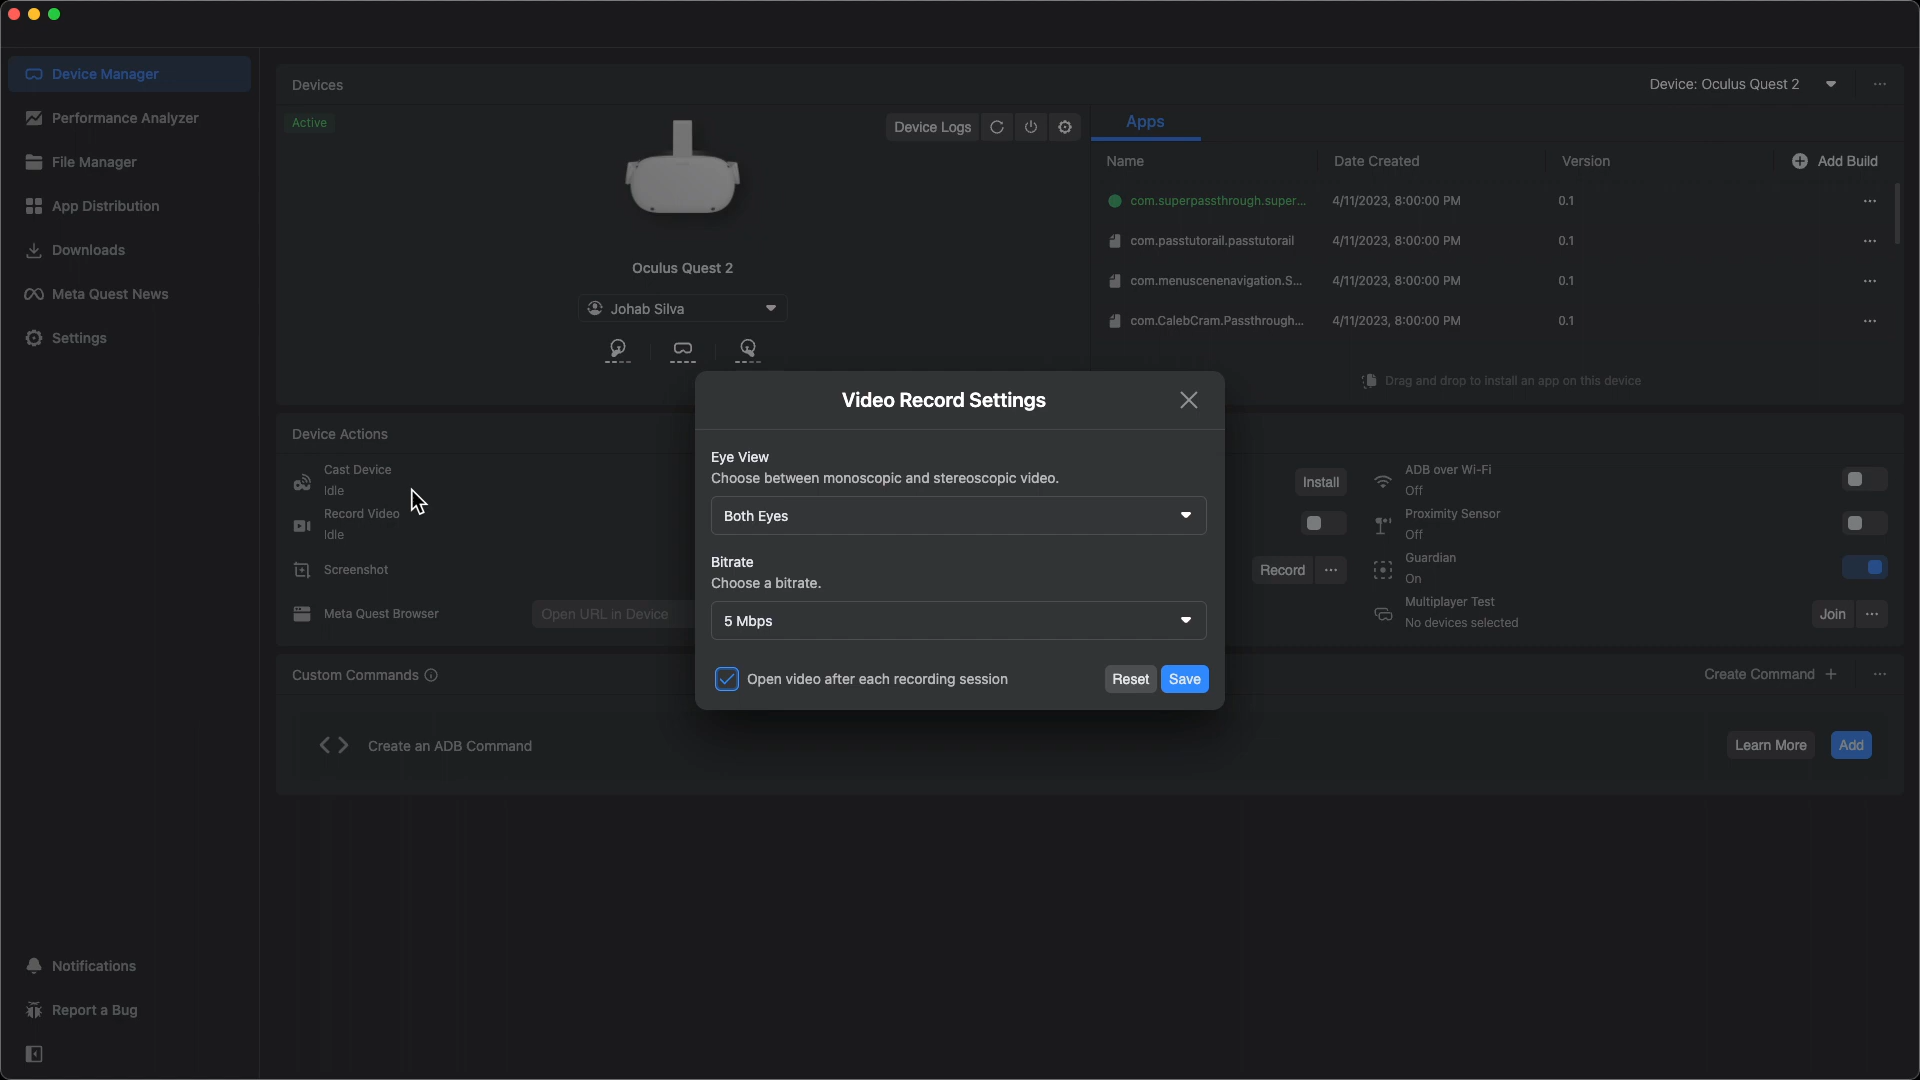 Device Manager
Performance Analyzer
File Manager
App Distribution
Downloads
Meta Quest News
Settings
Notifications
Report a Bug
Devices
Device: Oculus Quest 2
...
Active
Device Logs
Oculus Quest 2
Johab Silva
Apps
Name Date Created Version Add Build
com.superpassthrough.super... 4/11/2023, 8:00:00 PM 0.1 ...
com.passtutorail.passtutorail 4/11/2023, 8:00:00 PM 0.1 ...
com.menuscenenavigation.S... 4/11/2023, 8:00:00 PM 0.1 ...
com.CalebCram.Passthrough... 4/11/2023, 8:00:00 PM 0.1 ...
Drag and drop to install an app on this device
Device Actions
Cast Device
Idle
Record Video
Idle
Screenshot
Meta Quest Browser
Open URL in Device
Video Record Settings
Eye View
Choose between monoscopic and stereoscopic video.
Both Eyes
Bitrate
Choose a bitrate.
5 Mbps
Open video after each recording session
Reset Save
Install
Record ...
ADB over Wi-Fi
Off
Proximity Sensor
Off
Guardian
On
Multiplayer Test
No devices selected
Join ...
Custom Commands
Create Command +
...
Create an ADB Command
Learn More Add